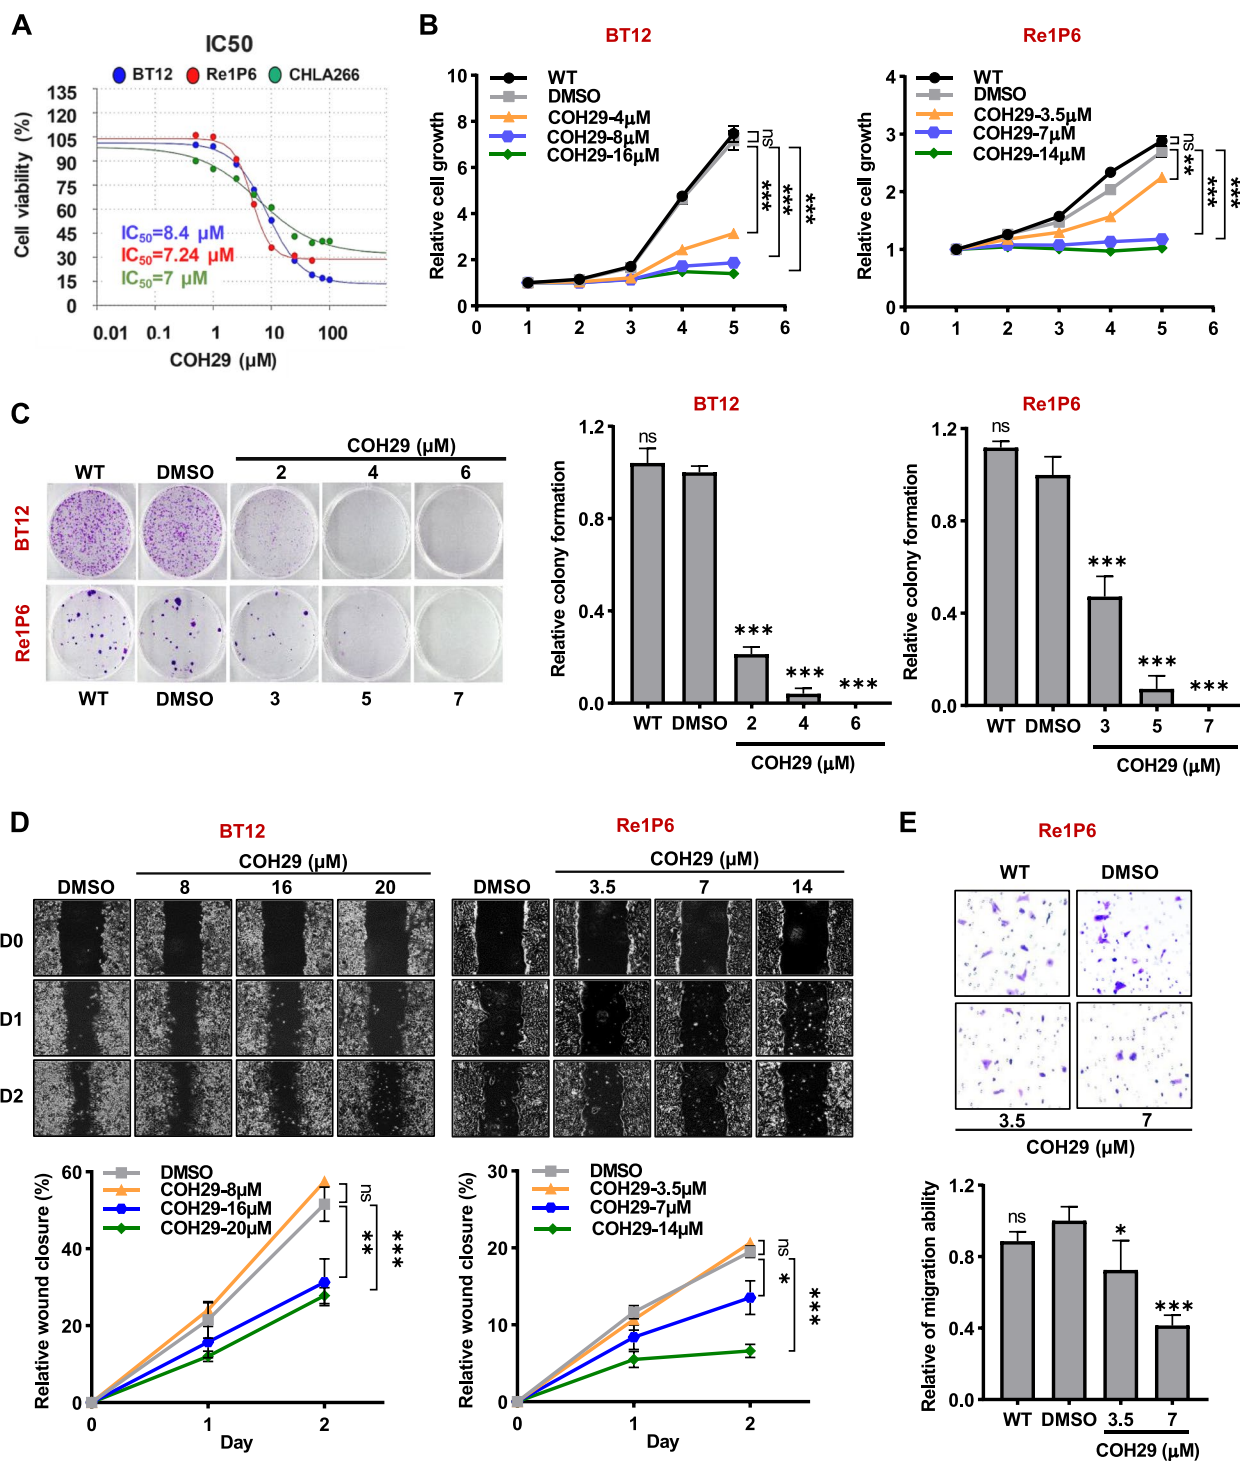 A
IC50
BT12 Re1P6 CHLA266
135
120
105
90
75
60
45
30
15
0
Cell viability (%)
IC50=8.4 µM
IC50=7.24 µM
IC50=7 µM
0.01 0.1 1 10 100
COH29 (µM)
B
BT12
WT
DMSO
COH29-4µM
COH29-8µM
COH29-16µM
Relative cell growth
10
8
6
4
2
0
0 1 2 3 4 5 6
ns
***
***
***
Re1P6
WT
DMSO
COH29-3.5µM
COH29-7µM
COH29-14µM
Relative cell growth
4
3
2
1
0
0 1 2 3 4 5 6
ns
**
***
***
C
COH29 (µM)
WT DMSO 2 4 6
BT12
Re1P6
WT DMSO 3 5 7
BT12
Relative colony formation
1.2
0.8
0.4
0.0
ns
***
***
***
WT DMSO 2 4 6
COH29 (µM)
Re1P6
Relative colony formation
1.2
0.8
0.4
0.0
ns
***
***
***
WT DMSO 3 5 7
COH29 (µM)
D
BT12
COH29 (µM)
DMSO 8 16 20
Re1P6
COH29 (µM)
DMSO 3.5 7 14
D0
D1
D2
DMSO
COH29-8µM
COH29-16µM
COH29-20µM
Relative wound closure (%)
60
40
20
0
0 1 2
Day
ns
**
***
DMSO
COH29-3.5µM
COH29-7µM
COH29-14µM
Relative wound closure (%)
30
20
10
0
0 1 2
Day
ns
*
***
E
Re1P6
WT DMSO
3.5 7
COH29 (µM)
Relative of migration ability
1.2
0.8
0.4
0.0
ns
*
***
WT DMSO 3.5 7
COH29 (µM)